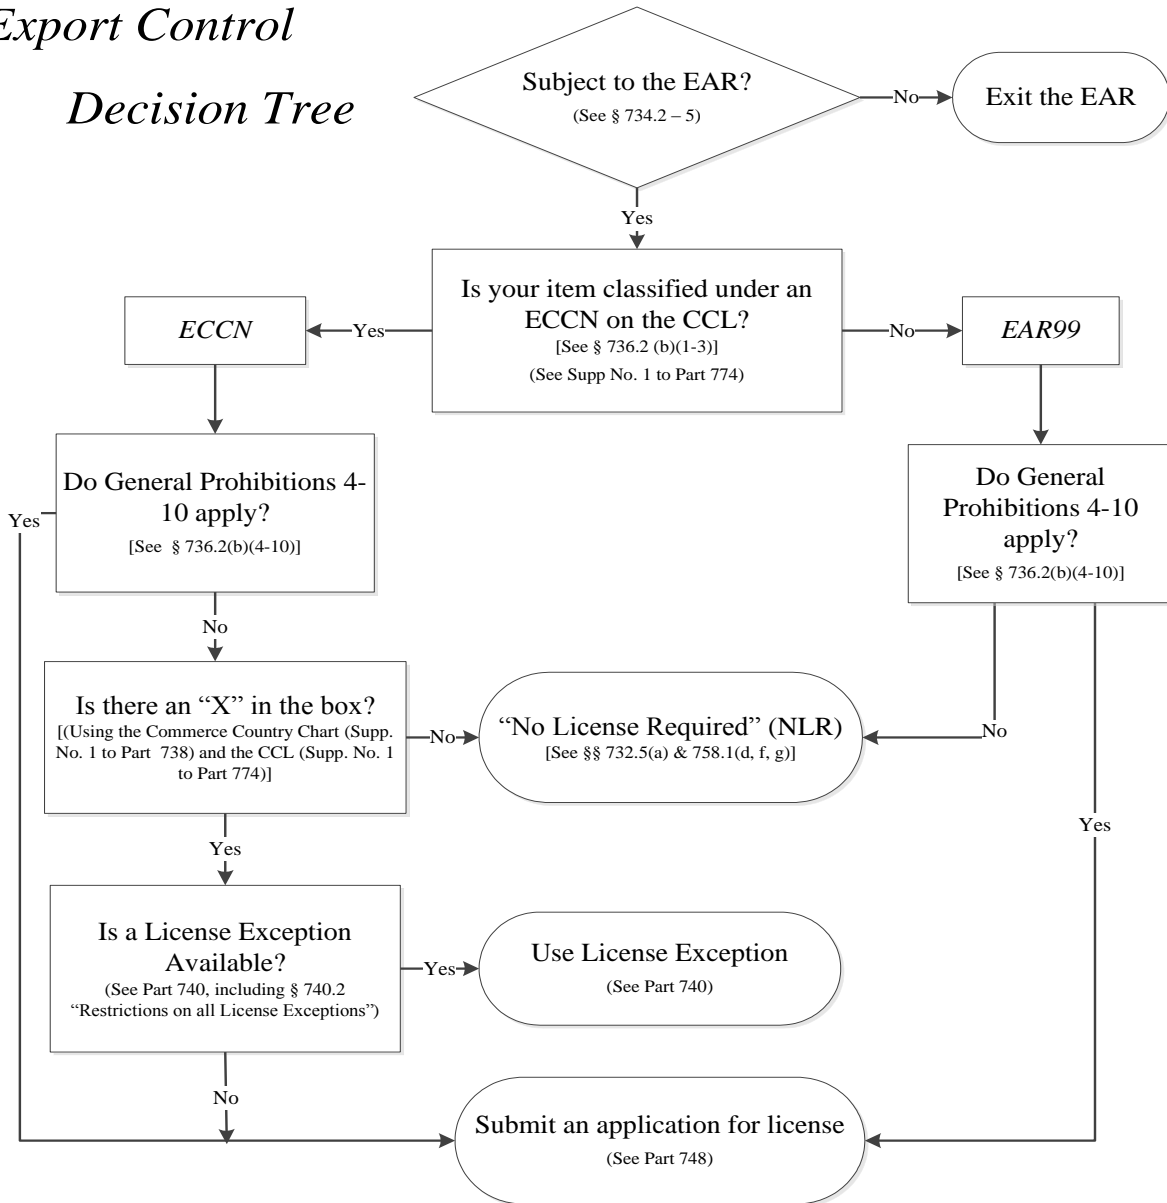 Export Control
Decision Tree
Subject to the EAR?
(See § 734.2 – 5)
No
Exit the EAR
Yes
Is your item classified under an
ECCN on the CCL?
[See § 736.2 (b)(1-3)]
(See Supp No. 1 to Part 774)
Yes
ECCN
No
EAR99
Do General Prohibitions 4-
10 apply?
[See  § 736.2(b)(4-10)]
Yes
No
Do General
Prohibitions 4-10
apply?
[See § 736.2(b)(4-10)]
No
Yes
Is there an “X” in the box?
[(Using the Commerce Country Chart (Supp.
No. 1 to Part  738) and the CCL (Supp. No. 1
to Part 774)]
No
“No License Required” (NLR)
[See §§ 732.5(a) & 758.1(d, f, g)]
Yes
Is a License Exception
Available?
(See Part 740, including § 740.2
“Restrictions on all License Exceptions”)
Yes
Use License Exception
(See Part 740)
No
Submit an application for license
(See Part 748)